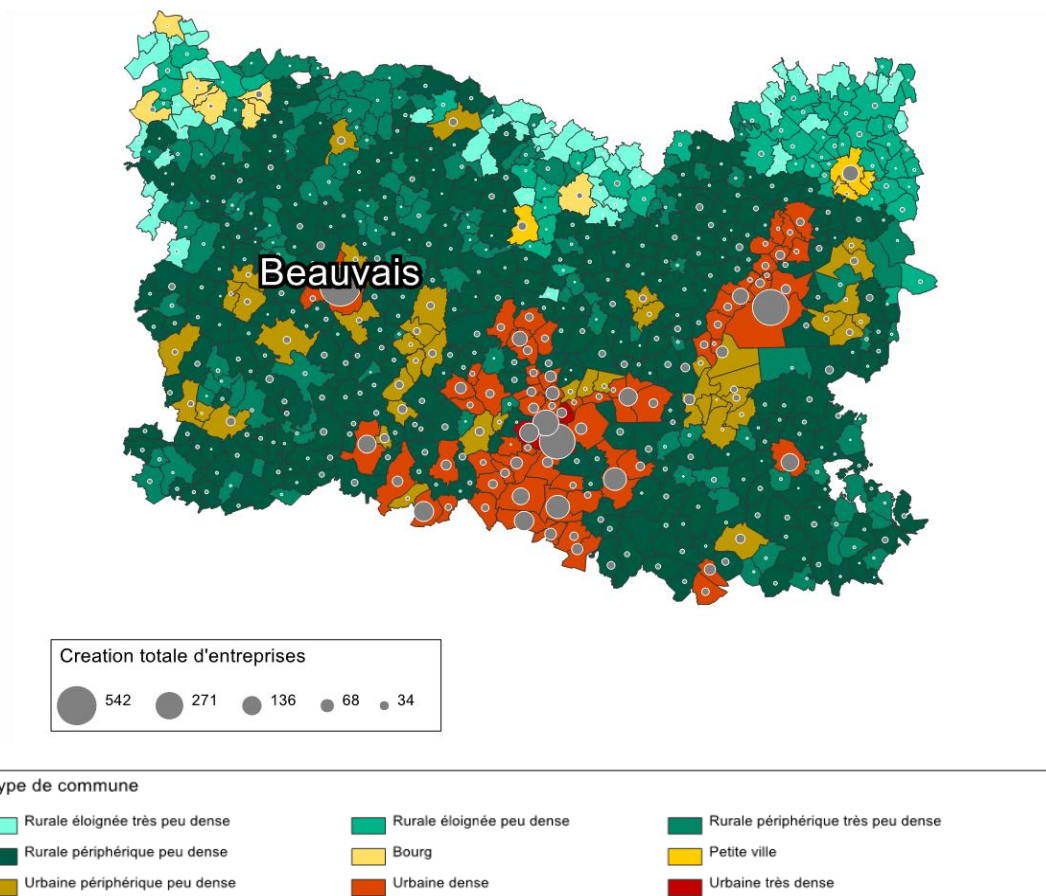 Beauvais
Creation totale d'entreprises
542 271 136 68 34
ype de commune
Rurale éloignée très peu dense Rurale éloignée peu dense Rurale périphérique très peu dense
Rurale périphérique peu dense Bourg Petite ville
Urbaine périphérique peu dense Urbaine dense Urbaine très dense